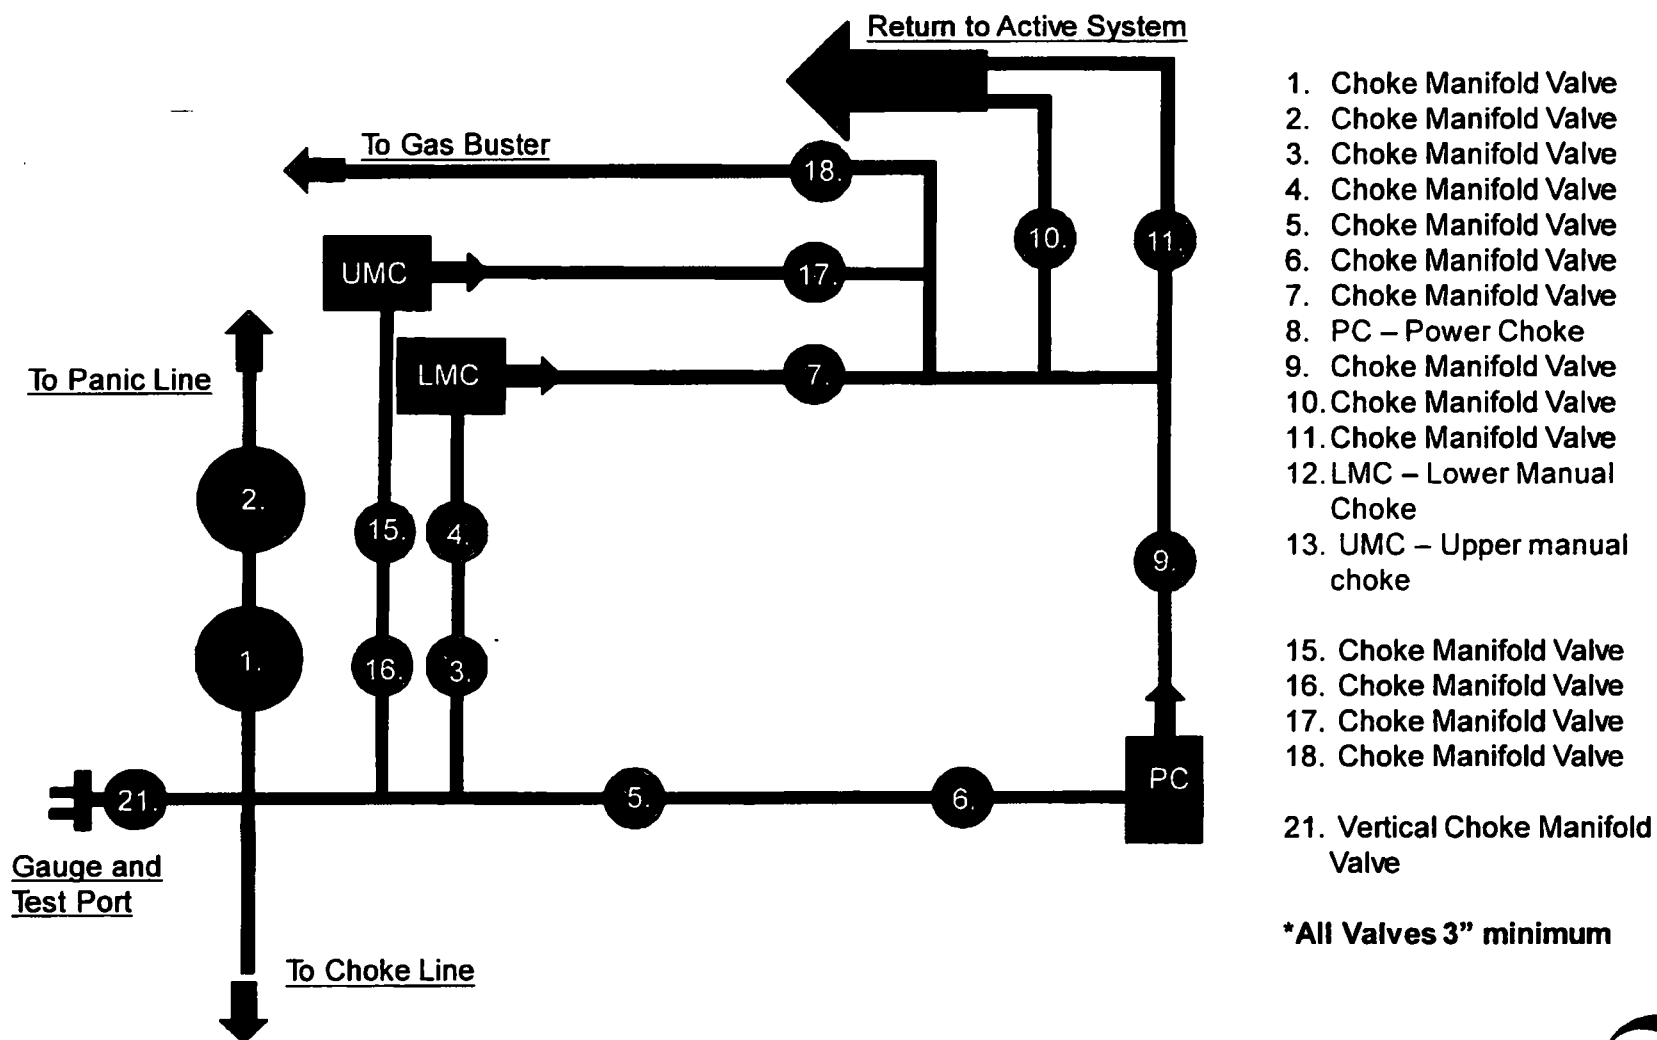 Return to Active System
To Gas Buster
18.
UMC
17.
10.
11.
To Panic Line
LMC
7.
2.
15.
4.
9.
1.
16.
3.
21.
5.
6.
PC
Gauge and
Test Port
To Choke Line
1. Choke Manifold Valve
2. Choke Manifold Valve
3. Choke Manifold Valve
4. Choke Manifold Valve
5. Choke Manifold Valve
6. Choke Manifold Valve
7. Choke Manifold Valve
8. PC – Power Choke
9. Choke Manifold Valve
10. Choke Manifold Valve
11. Choke Manifold Valve
12. LMC – Lower Manual
Choke
13. UMC – Upper manual
choke
15. Choke Manifold Valve
16. Choke Manifold Valve
17. Choke Manifold Valve
18. Choke Manifold Valve
21. Vertical Choke Manifold
Valve
*All Valves 3" minimum